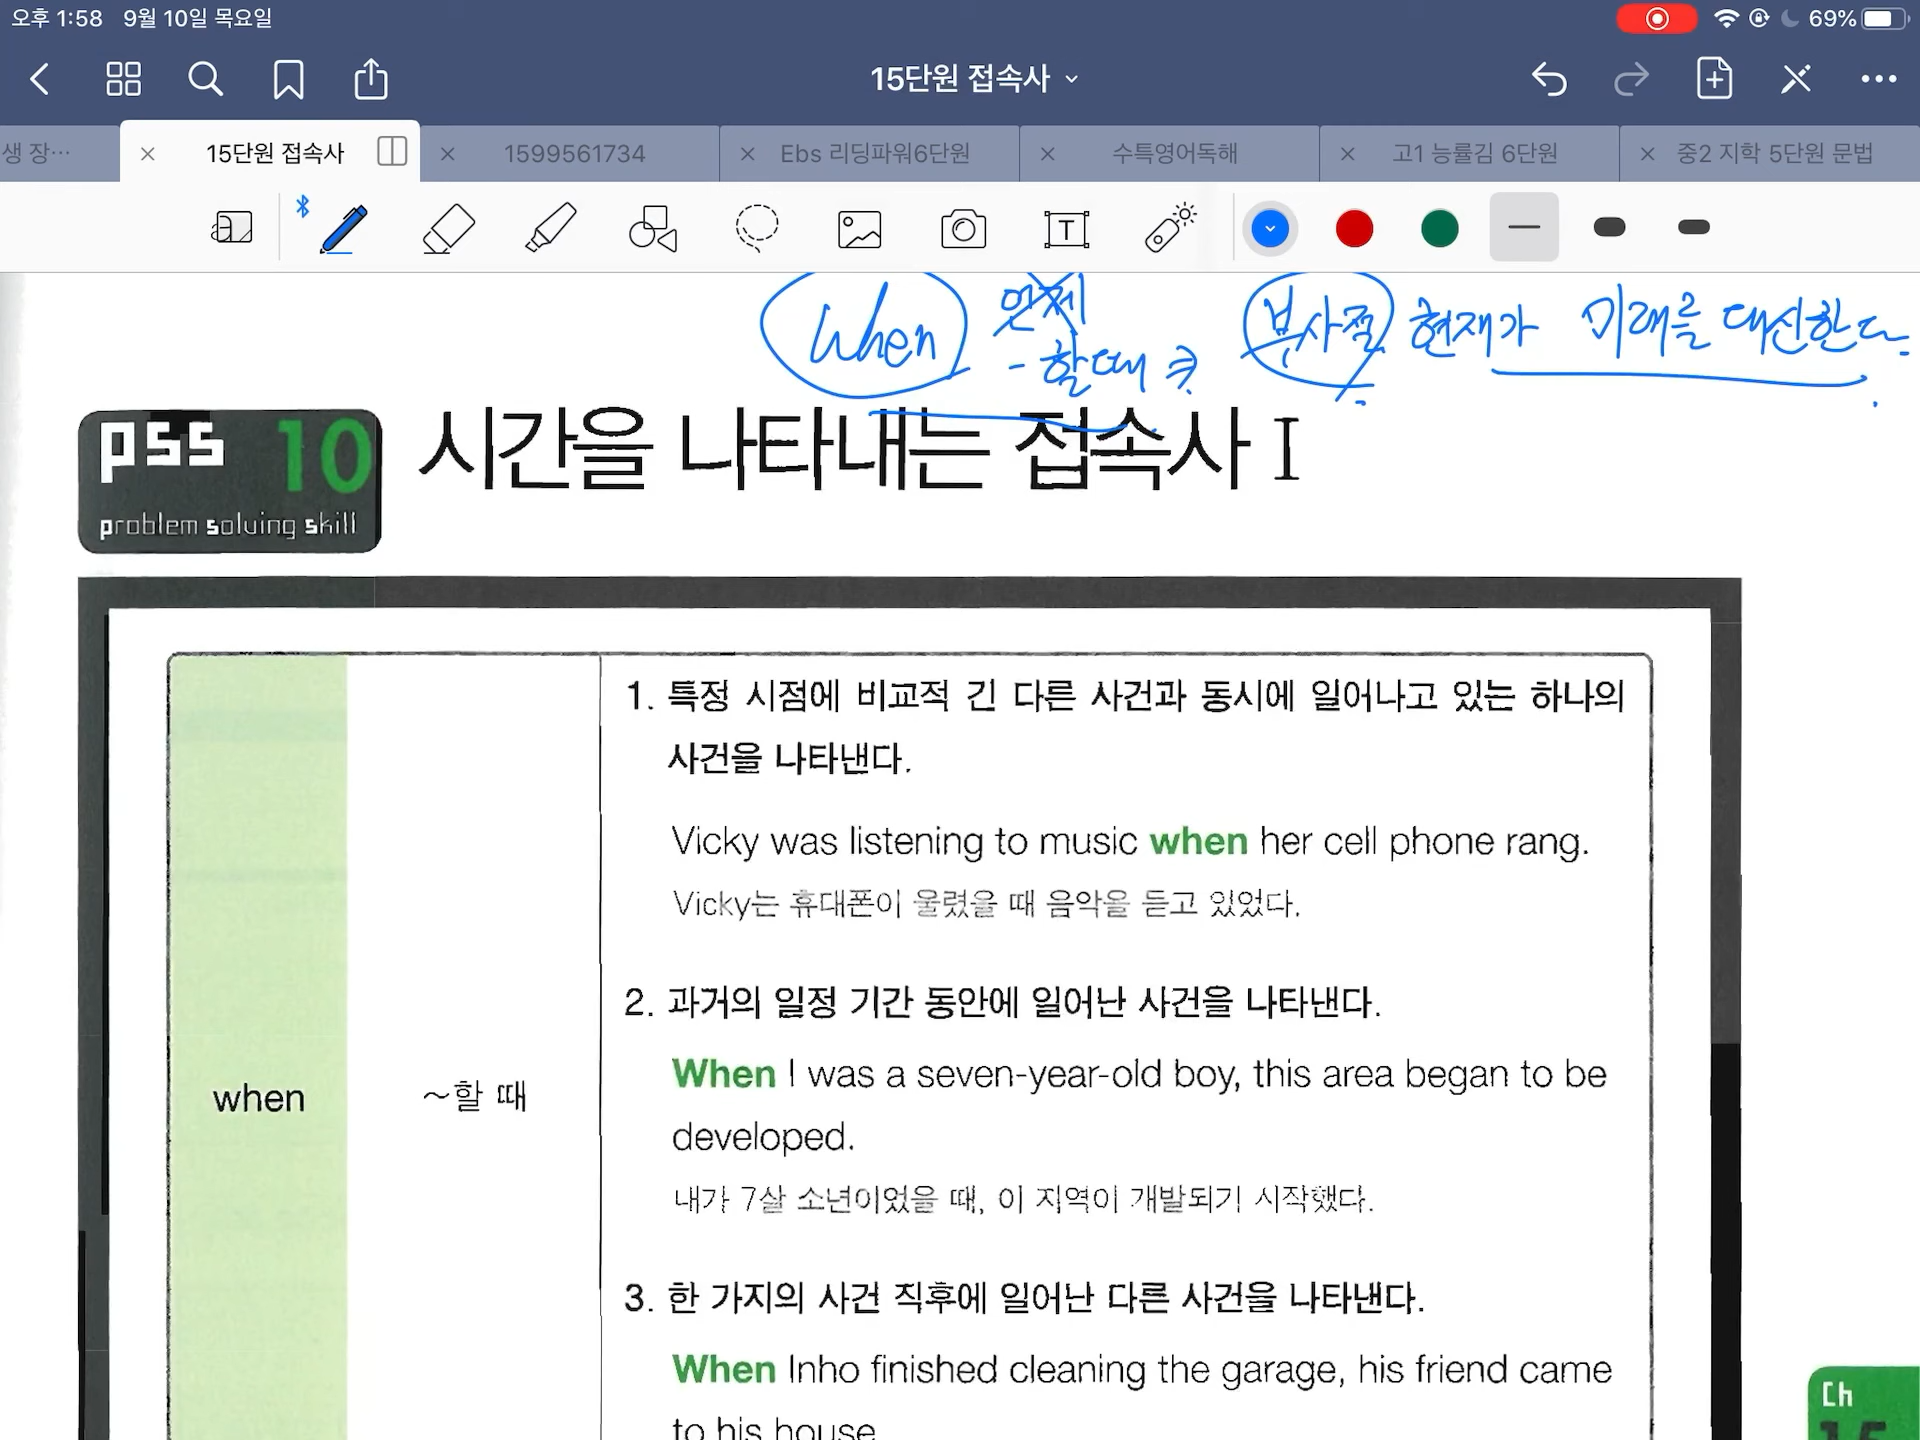 오후 1:58 9월 10일 목요일
69%
15단원 접속사
생 장…
15단원 접속사
1599561734
Ebs 리딩파워6단원
수특영어독해
고1 능률김 6단원
중2 지학 5단원 문법
when 언제 부사절 현재가 미래를 대신한다.
- 할때
pss 10 시간을 나타내는 접속사 I
problem solving skill
1. 특정 시점에 비교적 긴 다른 사건과 동시에 일어나고 있는 하나의
사건을 나타낸다.
Vicky was listening to music when her cell phone rang.
Vicky는 휴대폰이 울렸을 때 음악을 듣고 있었다.
2. 과거의 일정 기간 동안에 일어난 사건을 나타낸다.
When I was a seven-year-old boy, this area began to be
developed.
when ~할 때
내가 7살 소년이었을 때, 이 지역이 개발되기 시작했다.
3. 한 가지의 사건 직후에 일어난 다른 사건을 나타낸다.
When Inho finished cleaning the garage, his friend came
to his house
Ch
15